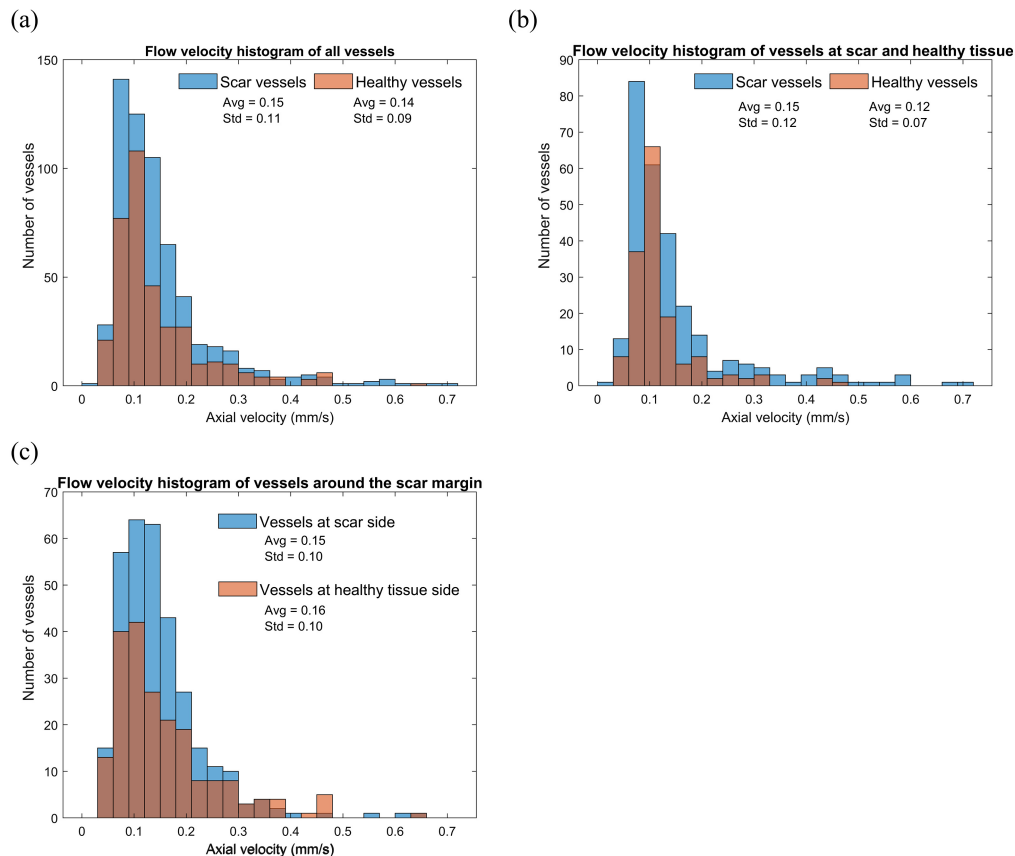 (a)
Flow velocity histogram of all vessels
150
100
50
0
Number of vessels
Scar vessels
Avg = 0.15
Std = 0.11
Healthy vessels
Avg = 0.14
Std = 0.09
0 0.1 0.2 0.3 0.4 0.5 0.6 0.7
Axial velocity (mm/s)
(b)
Flow velocity histogram of vessels at scar and healthy tissue
90
80
70
60
50
40
30
20
10
0
Number of vessels
Scar vessels
Avg = 0.15
Std = 0.12
Healthy vessels
Avg = 0.12
Std = 0.07
0 0.1 0.2 0.3 0.4 0.5 0.6 0.7
Axial velocity (mm/s)
(c)
Flow velocity histogram of vessels around the scar margin
70
60
50
40
30
20
10
0
Number of vessels
Vessels at scar side
Avg = 0.15
Std = 0.10
Vessels at healthy tissue side
Avg = 0.16
Std = 0.10
0 0.1 0.2 0.3 0.4 0.5 0.6 0.7
Axial velocity (mm/s)